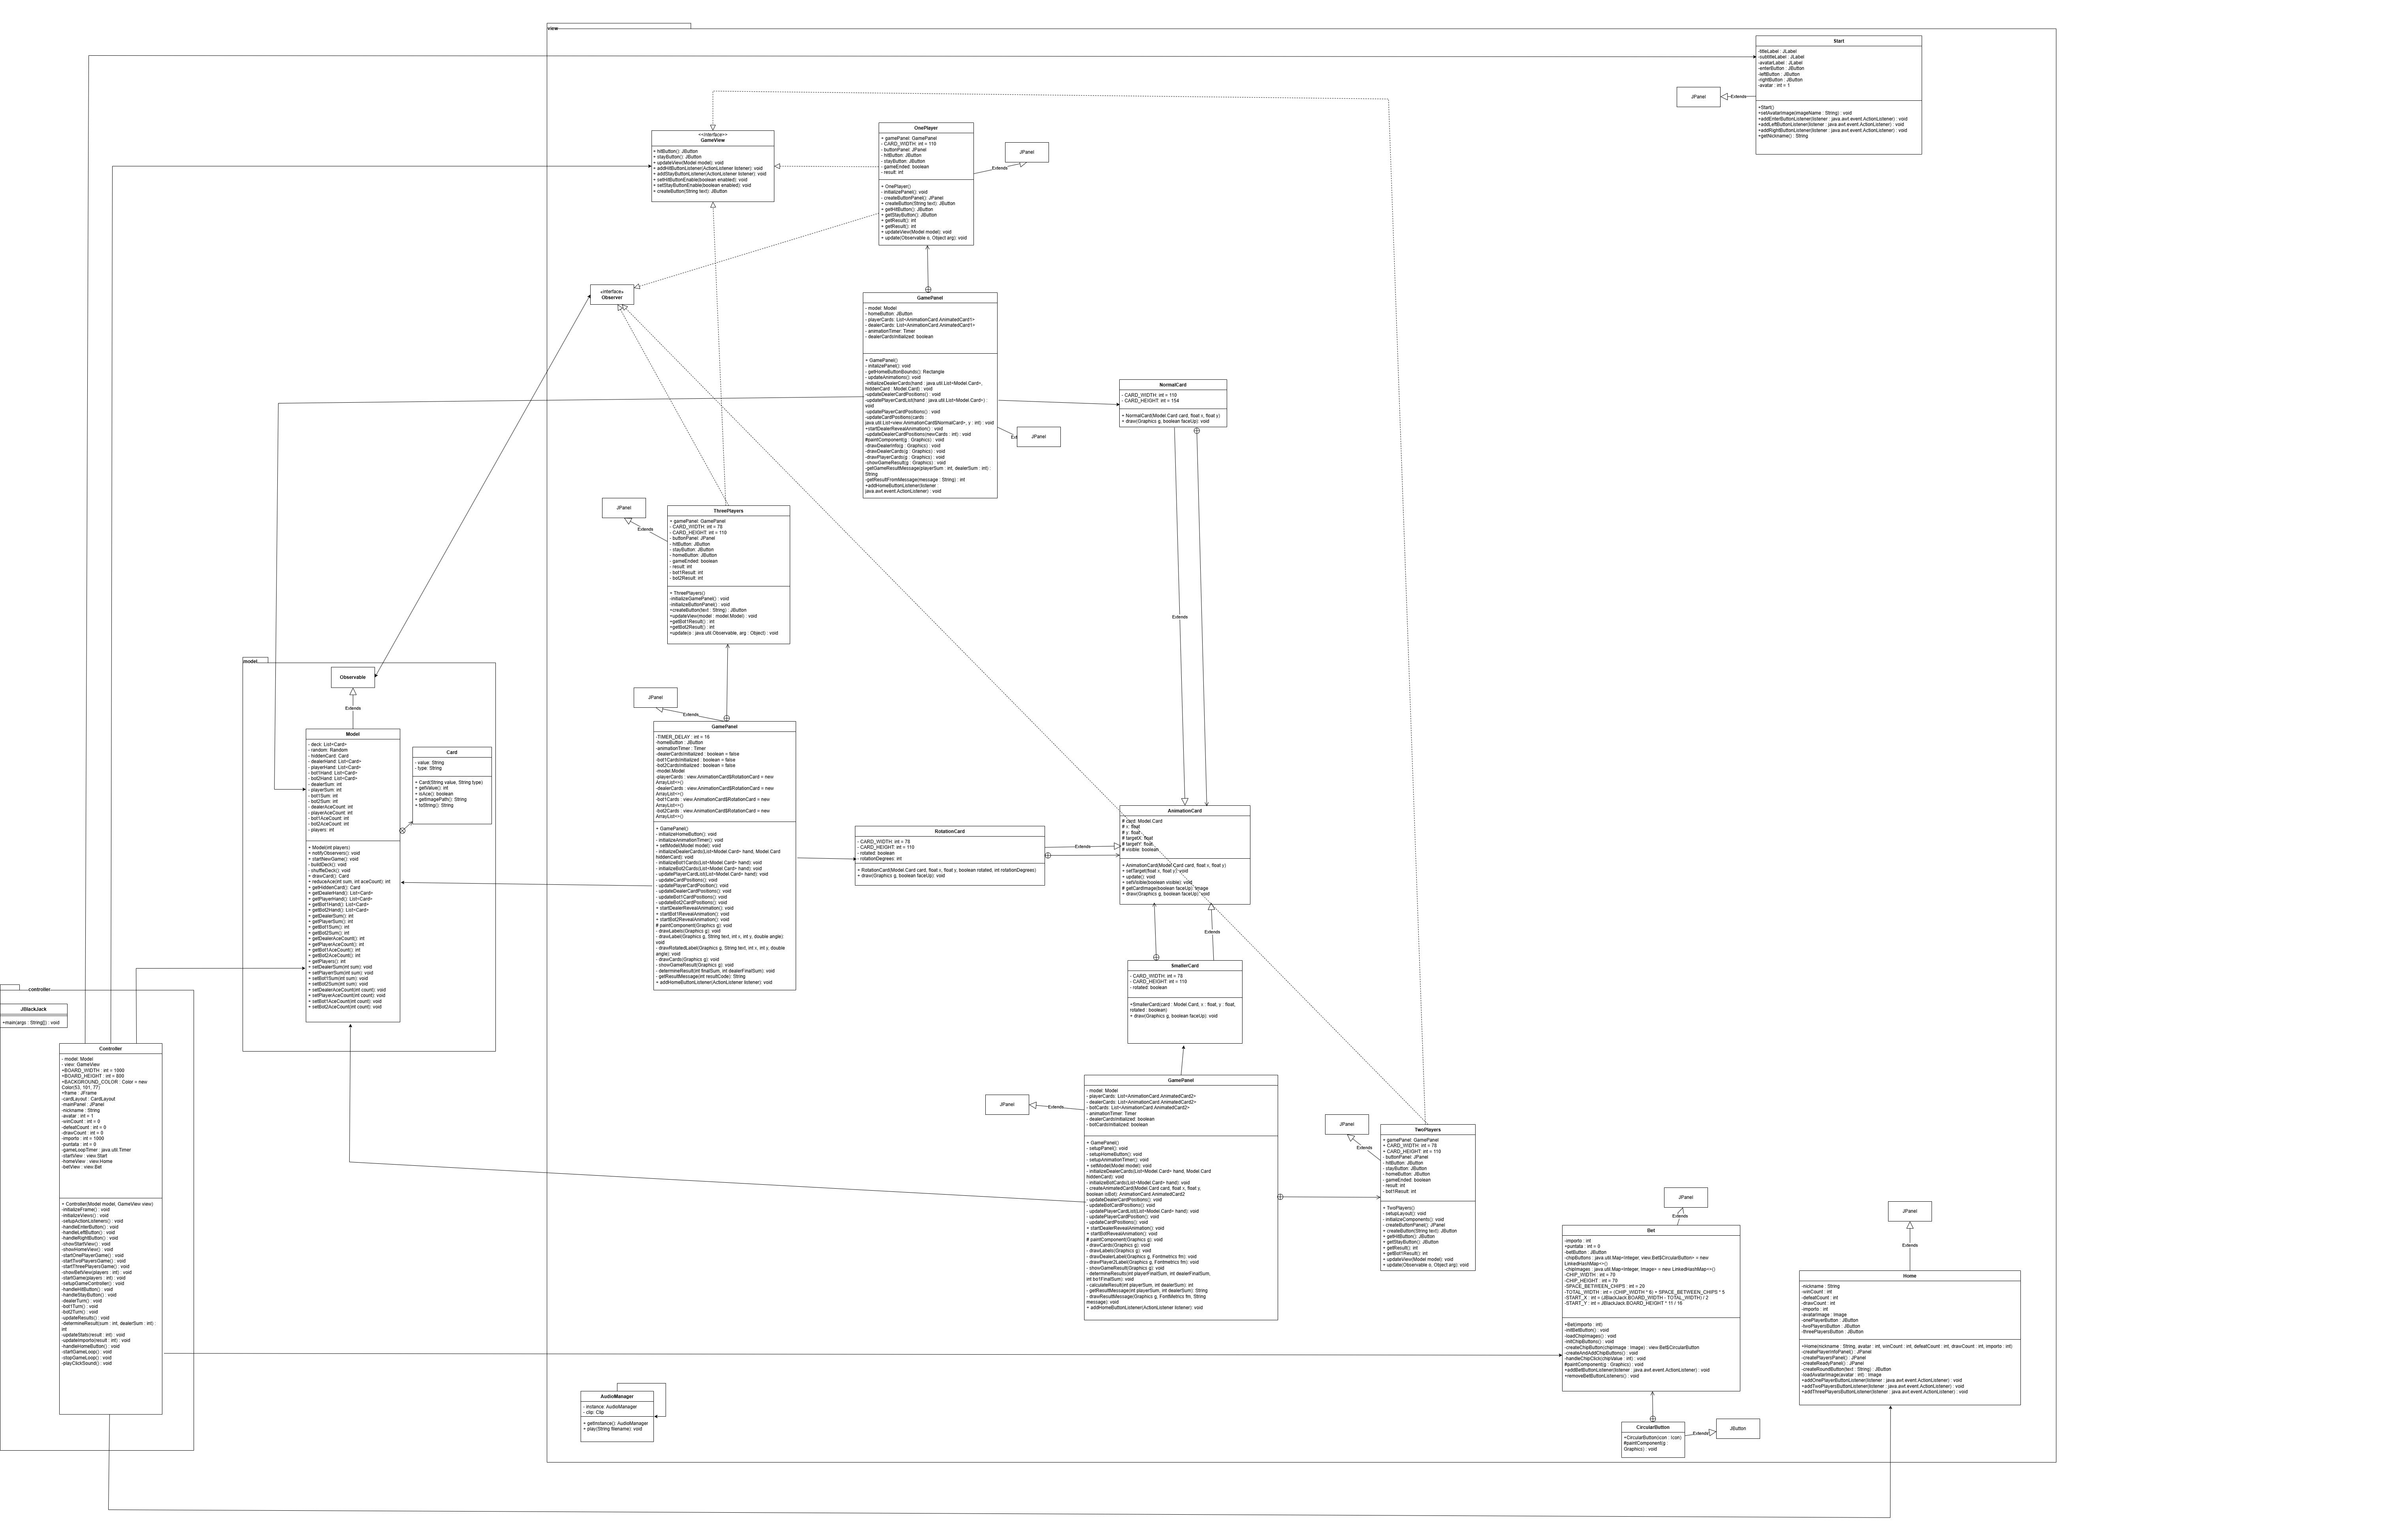 view
Start
-titleLabel : JLabel
-subtitleLabel : JLabel
-avatarLabel : JLabel
-enterButton : JButton
-leftButton : JButton
-rightButton : JButton
-avatar : int = 1
+Start()
+setAvatarImage(imageName : String) : void
+addEnterButtonListener(listener : java.awt.event.ActionListener) : void
+addLeftButtonListener(listener : java.awt.event.ActionListener) : void
+addRightButtonListener(listener : java.awt.event.ActionListener) : void
+getNickname() : String
JPanel
Extends
<<interface>>
GameView
+ hitButton(): JButton
+ stayButton(): JButton
+ updateView(Model model): void
+ addHitButtonListener(ActionListener listener): void
+ addStayButtonListener(ActionListener listener): void
+ setHitButtonEnable(boolean enabled): void
+ setStayButtonEnable(boolean enabled): void
+ createButton(String text): JButton
OnePlayer
+ gamePanel: GamePanel
- CARD_WIDTH: int = 110
- buttonPanel: JPanel
- hitButton: JButton
- stayButton: JButton
- gameEnded: boolean
- result: int
+ OnePlayer()
- initializePanel(): void
- createButtonPanel(): JPanel
+ createButton(String text): JButton
+ getHitButton(): JButton
+ getStayButton(): JButton
+ getResult(): int
+ getResult(): int
+ updateView(Model model): void
+ update(Observable o, Object arg): void
JPanel
Extends
«interface»
Observer
GamePanel
- model: Model
- homeButton: JButton
- playerCards: List<AnimationCard.AnimatedCard1>
- dealerCards: List<AnimationCard.AnimatedCard1>
- animationTimer: Timer
- dealerCardsInitialized: boolean
+ GamePanel()
- initalizePanel(): void
- getHomeButtonBounds(): Rectangle
- updateAnimations(): void
-initializeDealerCards(hand : java.util.List<Model.Card>,
hiddenCard : Model.Card) : void
-updateDealerCardPositions() : void
-updatePlayerCardList(hand : java.util.List<Model.Card>) :
void
-updatePlayerCardPositions() : void
-updateCardPositions(cards :
java.util.List<view.AnimationCard$NormalCard>, y : int) : void
+startDealerRevealAnimation() : void
-updateDealerCardPositions(newCards : int) : void
#paintComponent(g : Graphics) : void
-drawDealerInfo(g : Graphics) : void
-drawDealerCards(g : Graphics) : void
-drawPlayerCards(g : Graphics) : void
-showGameResult(g : Graphics) : void
-getGameResultMessage(playerSum : int, dealerSum : int) :
String
-getResultFromMessage(message : String) : int
+addHomeButtonListener(listener
java.awt.event.ActionListener) : void
JPanel
NormalCard
- CARD_WIDTH: int = 110
- CARD_HEIGHT: int = 154
+ NormalCard(Model.Card card, float x, float y)
+ draw(Graphics g, boolean faceUp): void
Extends
JPanel
Extends
ThreePlayers
+ gamePanel: GamePanel
- CARD_WIDTH: int = 78
- CARD_HEIGHT: int = 110
- buttonPanel: JPanel
- hitButton: JButton
- stayButton: JButton
- homeButton: JButton
- gameEnded: boolean
- result: int
- bot1Result: int
- bot2Result: int
+ ThreePlayers()
-initializeGamePanel() : void
-initializeButtonPanel() : void
+createButton(text : String) : JButton
+updateView(model : model.Model) : void
+getBot1Result() : int
+getBot2Result() : int
+update(o : java.util.Observable, arg : Object) : void
model
Observable
Extends
Model
- deck: List<Card>
- random: Random
- hiddenCard: Card
- dealerHand: List<Card>
- playerHand: List<Card>
- bot1Hand: List<Card>
- bot2Hand: List<Card>
- dealerSum: int
- playerSum: int
- bot1Sum: int
- bot2Sum: int
- dealerAceCount: int
- playerAceCount: int
- bot1AceCount: int
- bot2AceCount: int
- players: int
+ Model(int players)
+ notifyObservers(): void
+ startNewGame(): void
- buildDeck(): void
- shuffleDeck(): void
+ drawCard(): Card
+ reduceAce(int sum, int aceCount): int
+ getHiddenCard(): Card
+ getDealerHand(): List<Card>
+ getPlayerHand(): List<Card>
+ getBot1Hand(): List<Card>
+ getBot2Hand(): List<Card>
+ getDealerSum(): int
+ getPlayerSum(): int
+ getBot1Sum(): int
+ getBot2Sum(): int
+ getDealerAceCount(): int
+ getPlayerAceCount(): int
+ getBot1AceCount(): int
+ getBot2AceCount(): int
+ getPlayers(): int
+ setDealerSum(int sum): void
+ setPlayerSum(int sum): void
+ setBot1Sum(int sum): void
+ setBot2Sum(int sum): void
+ setDealerAceCount(int count): void
+ setPlayerAceCount(int count): void
+ setBot1AceCount(int count): void
+ setBot2AceCount(int count): void
Card
- value: String
- type: String
+ Card(String value, String type)
+ getValue(): int
+ isAce(): boolean
+ getImagePath(): String
+ toString(): String
JPanel
Extends
GamePanel
-TIMER_DELAY : int = 16
-homeButton : JButton
-animationTimer : Timer
-dealerCardsInitialized : boolean = false
-bot1CardsInitialized : boolean = false
-bot2CardsInitialized : boolean = false
-model:Model
-playerCards : view.AnimationCard$RotationCard = new
ArrayList<>()
-dealerCards : view.AnimationCard$RotationCard = new
ArrayList<>()
-bot1Cards : view.AnimationCard$RotationCard = new
ArrayList<>()
-bot2Cards : view.AnimationCard$RotationCard = new
ArrayList<>()
+ GamePanel()
- initializeHomeButton(): void
- initializeAnimationTimer(): void
+ setModel(Model model): void
- initializeDealerCards(List<Model.Card> hand, Model.Card
hiddenCard): void
- initializeBot1Cards(List<Model.Card> hand): void
- initializeBot2Cards(List<Model.Card> hand): void
- updatePlayerCardList(List<Model.Card> hand): void
- updateCardPositions(): void
- updatePlayerCardPosition(): void
- updateDealerCardPositions(): void
- updateBot1CardPositions(): void
- updateBot2CardPositions(): void
+ startDealerRevealAnimation(): void
+ startBot1RevealAnimation(): void
+ startBot2RevealAnimation(): void
# paintComponent(Graphics g): void
- drawLabels(Graphics g): void
- drawLabel(Graphics g, String text, int x, int y, double angle):
void
- drawRotatedLabel(Graphics g, String text, int x, int y, double
angle): void
- drawCards(Graphics g): void
- showGameResult(Graphics g): void
- determineResult(int finalSum, int dealerFinalSum): void
- getResultMessage(int resultCode): String
+ addHomeButtonListener(ActionListener listener): void
RotationCard
- CARD_WIDTH: int = 78
- CARD_HEIGHT: int = 110
- rotated: boolean
- rotationDegrees: int
+ RotationCard(Model.Card card, float x, float y, boolean rotated, int rotationDegrees)
+ draw(Graphics g, boolean faceUp): void
Extends
AnimationCard
# card: Model.Card
# x: float
# y: float
# targetX: float
# targetY: float
# visible: boolean
+ AnimationCard(Model.Card card, float x, float y)
+ setTarget(float x, float y): void
+ update(): void
+ setVisible(boolean visible): void
# getCardImage(boolean faceUp): Image
+ draw(Graphics g, boolean faceUp): void
Extends
SmallerCard
- CARD_WIDTH: int = 78
- CARD_HEIGHT: int = 110
- rotated: boolean
+SmallerCard(card : Model.Card, x : float, y : float,
rotated : boolean)
+ draw(Graphics g, boolean faceUp): void
controller
JBlackJack
+main(args : String[]) : void
Controller
- model: Model
- view: GameView
+BOARD_WIDTH : int = 1000
+BOARD_HEIGHT : int = 800
+BACKGROUND_COLOR : Color = new
Color(53, 101, 77)
+frame : JFrame
-cardLayout : CardLayout
-mainPanel : JPanel
-nickname : String
-avatar : int = 1
-winCount : int = 0
-defeatCount : int = 0
-drawCount : int = 0
-importo : int = 1000
-puntata : int = 0
-gameLoopTimer : java.util.Timer
-startView : view.Start
-homeView : view.Home
-betView : view.Bet
+ Controller(Model model, GameView view)
-initializeFrame() : void
-initializeViews() : void
-setupActionListeners() : void
-handleEnterButton() : void
-handleLeftButton() : void
-handleRightButton() : void
-showStartView() : void
-showHomeView() : void
-startOnePlayerGame() : void
-startTwoPlayersGame() : void
-startThreePlayersGame() : void
-showBetView(players : int) : void
-startGame(players : int) : void
-setupGameController() : void
-handleHitButton() : void
-handleStayButton() : void
-dealerTurn() : void
-bot1Turn() : void
-bot2Turn() : void
-updateResults() : void
-determineResult(sum : int, dealerSum : int) :
int
-updateStats(result : int) : void
-updateImporto(result : int) : void
-handleHomeButton() : void
-startGameLoop() : void
-stopGameLoop() : void
-playClickSound() : void
JPanel
Extends
GamePanel
- model: Model
- playerCards: List<AnimationCard.AnimatedCard2>
- dealerCards: List<AnimationCard.AnimatedCard2>
- botCards: List<AnimationCard.AnimatedCard2>
- animationTimer: Timer
- dealerCardsInitialized: boolean
- botCardsInitialized: boolean
+ GamePanel()
- setupPanel(): void
- setupHomeButton(): void
- setupAnimationTimer(): void
+ setModel(Model model): void
- initializeDealerCards(List<Model.Card> hand, Model.Card
hiddenCard): void
- initializeBotCards(List<Model.Card> hand): void
- createAnimatedCard(Model.Card card, float x, float y,
boolean isBot): AnimationCard.AnimatedCard2
- updateDealerCardPositions(): void
- updateBotCardPositions(): void
- updatePlayerCardList(List<Model.Card> hand): void
- updatePlayerCardPosition(): void
- updateCardPositions(): void
+ startDealerRevealAnimation(): void
+ startBotRevealAnimation(): void
# paintComponent(Graphics g): void
- drawCards(Graphics g): void
- drawLabels(Graphics g): void
- drawDealerLabel(Graphics g, FontMetrics fm): void
- drawPlayer2Label(Graphics g, Fontmetrics fm): void
- showGameResult(Graphics g): void
- determineResults(int playerFinalSum, int dealerFinalSum,
int bo1FinalSum): void
- calculateResult(int playerSum, int dealerSum): int
- getResultMessage(int playerSum, int dealerSum): String
- drawResultMessage(Graphics g, FontMetrics fm, String
message): void
+ addHomeButtonListener(ActionListener listener): void
JPanel
Extends
TwoPlayers
+ gamePanel: GamePanel
+ CARD_WIDTH: int = 78
+ CARD_HEIGHT: int = 110
- buttonPanel: JPanel
- hitButton: JButton
- stayButton: JButton
- homeButton: JButton
- gameEnded: boolean
- result: int
- bot1Result: int
+ TwoPlayers()
- setupLayout(): void
- initializeComponents(): void
- createButtonPanel(): JPanel
+ createButton(String text): JButton
+ getHitButton(): JButton
+ getStayButton(): JButton
+ getResult(): int
+ getBot1Result(): int
+ updateView(Model model): void
+ update(Observable o, Object arg): void
JPanel
Extends
Bet
-importo : int
+puntata : int = 0
-betButton : JButton
-chipButtons : java.util.Map<Integer, view.Bet$CircularButton> = new
LinkedHashMap<>()
-chipImages : java.util.Map<Integer, Image> = new LinkedHashMap<>()
-CHIP_WIDTH : int = 70
-CHIP_HEIGHT : int = 70
-SPACE_BETWEEN_CHIPS : int = 20
-TOTAL_WIDTH : int = (CHIP_WIDTH * 6) + SPACE_BETWEEN_CHIPS * 5
-START_X : int = (JBlackJack.BOARD_WIDTH - TOTAL_WIDTH) / 2
-START_Y : int = JBlackJack.BOARD_HEIGHT * 11 / 16
+Bet(importo : int)
-initBetButton() : void
-loadChipImages() : void
-initChipButtons() : void
-createChipButton(chipImage : Image) : view.Bet$CircularButton
-createAndAddChipButtons() : void
-handleChipClick(chipValue : int) : void
#paintComponent(g : Graphics) : void
+addBetButtonListener(listener : java.awt.event.ActionListener) : void
+removeBetButtonListeners() : void
CircularButton
+CircularButton(icon : Icon)
#paintComponent(g :
Graphics) : void
Extends
JButton
JPanel
Extends
Home
-nickname : String
-winCount : int
-defeatCount : int
-drawCount : int
-importo : int
-avatarImage : Image
-onePlayerButton : JButton
-twoPlayersButton : JButton
-threePlayersButton : JButton
+Home(nickname : String, avatar : int, winCount : int, defeatCount : int, drawCount : int, importo : int)
-createPlayerInfoPanel() : JPanel
-createPlayersPanel() : JPanel
-createReadyPanel() : JPanel
-createRoundButton(text : String) : JButton
-loadAvatarImage(avatar : int) : Image
+addOnePlayerButtonListener(listener : java.awt.event.ActionListener) : void
+addTwoPlayersButtonListener(listener : java.awt.event.ActionListener) : void
+addThreePlayersButtonListener(listener : java.awt.event.ActionListener) : void
AudioManager
- instance: AudioManager
- clip: Clip
+ getInstance(): AudioManager
+ play(String filename): void